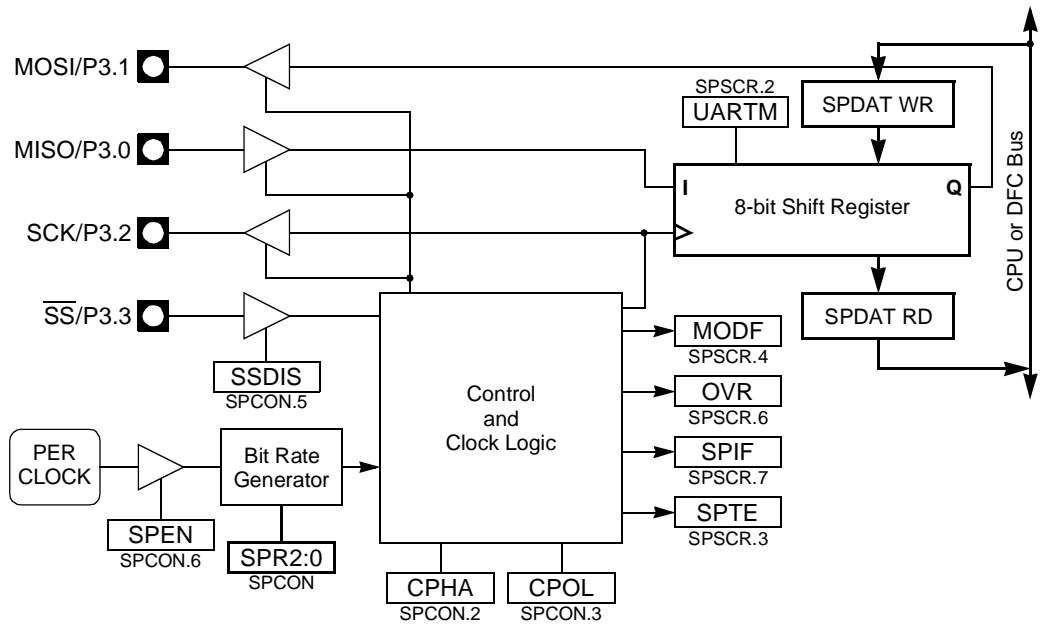 MOSI/P3.1
MISO/P3.0
SCK/P3.2
SS/P3.3
SPSCR.2
UARTM
SPDAT WR
I
Q
8-bit Shift Register
SPDAT RD
CPU or DFC Bus
SSDIS
SPCON.5
Control
and
Clock Logic
MODF
SPSCR.4
OVR
SPSCR.6
SPIF
SPSCR.7
SPTE
SPSCR.3
PER
CLOCK
Bit Rate
Generator
SPEN
SPCON.6
SPR2:0
SPCON
CPHA
SPCON.2
CPOL
SPCON.3